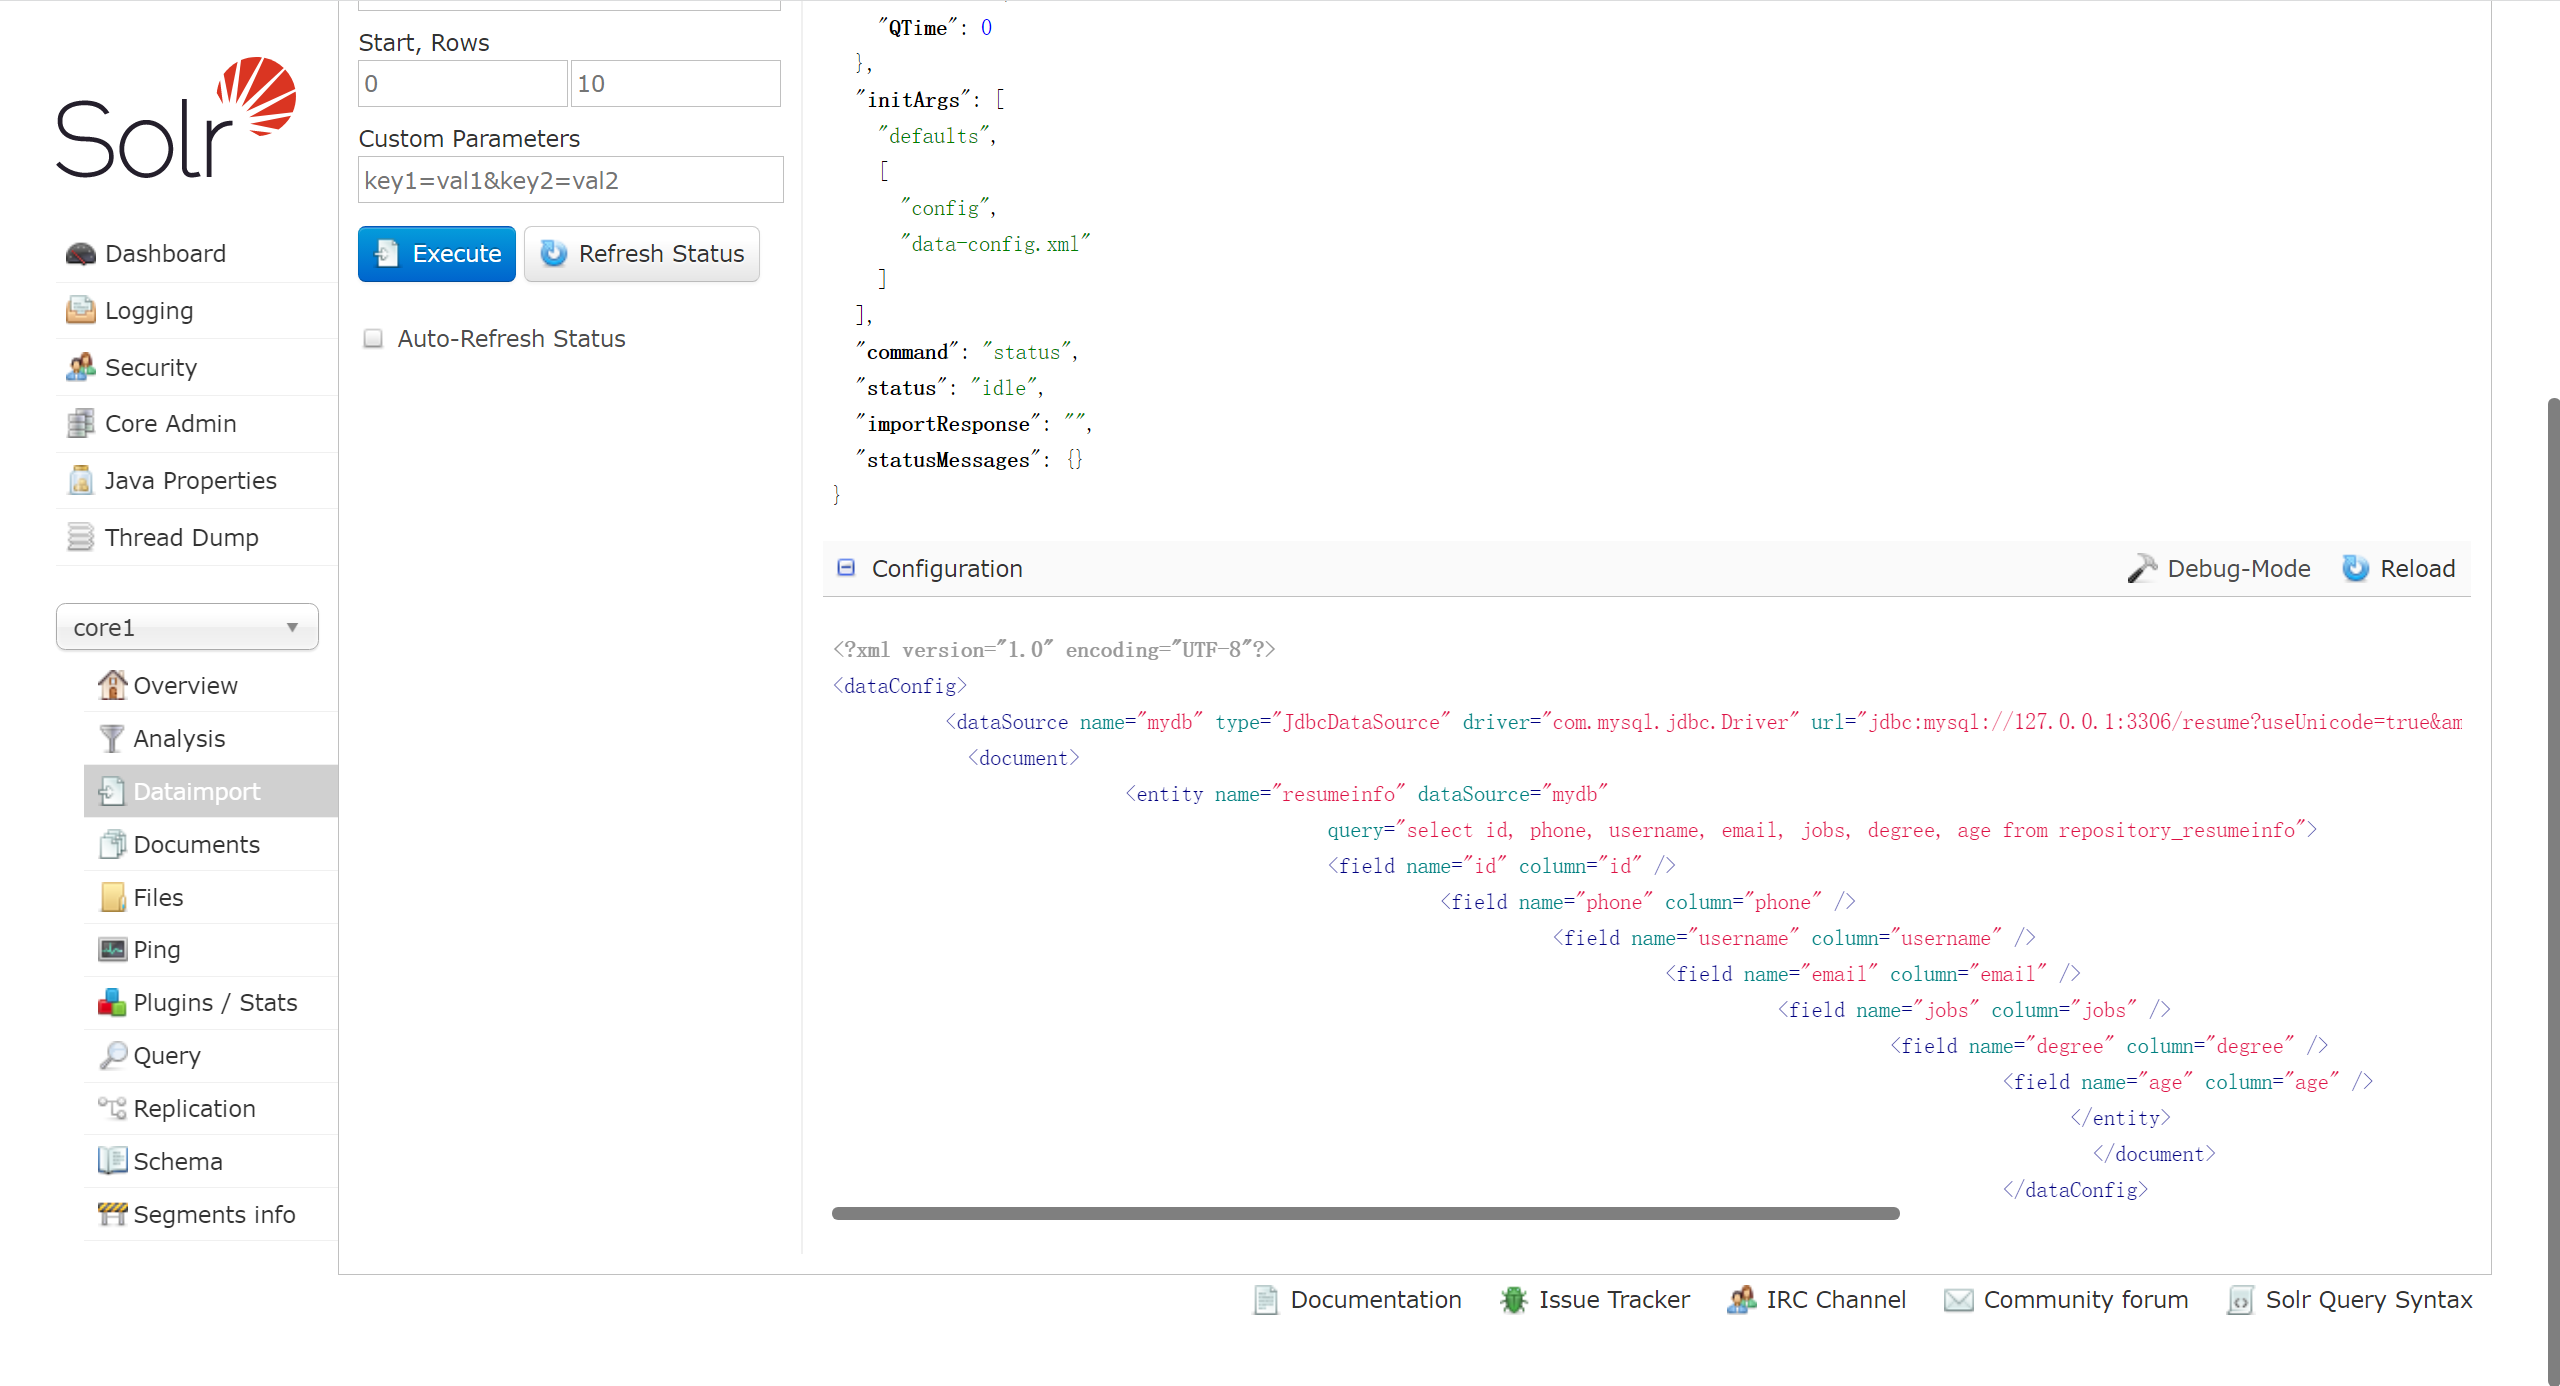 Solr
Dashboard
Logging
Security
Core Admin
Java Properties
Thread Dump
core1
Overview
Analysis
Dataimport
Documents
Files
Ping
Plugins / Stats
Query
Replication
Schema
Segments info
Start, Rows
0 10
Custom Parameters
key1=val1&key2=val2
Execute Refresh Status
Auto-Refresh Status
"QTime": 0
},
"initArgs": [
"defaults",
[
"config",
"data-config.xml"
]
],
"command": "status",
"status": "idle",
"importResponse": "",
"statusMessages": {}
}
Configuration Debug-Mode Reload
<?xml version="1.0" encoding="UTF-8"?>
<dataConfig>
<dataSource name="mydb" type="JdbcDataSource" driver="com.mysql.jdbc.Driver" url="jdbc:mysql://127.0.0.1:3306/resume?useUnicode=true&am
<document>
<entity name="resumeinfo" dataSource="mydb"
query="select id, phone, username, email, jobs, degree, age from repository_resumeinfo">
<field name="id" column="id" />
<field name="phone" column="phone" />
<field name="username" column="username" />
<field name="email" column="email" />
<field name="jobs" column="jobs" />
<field name="degree" column="degree" />
<field name="age" column="age" />
</entity>
</document>
</dataConfig>
Documentation Issue Tracker IRC Channel Community forum Solr Query Syntax